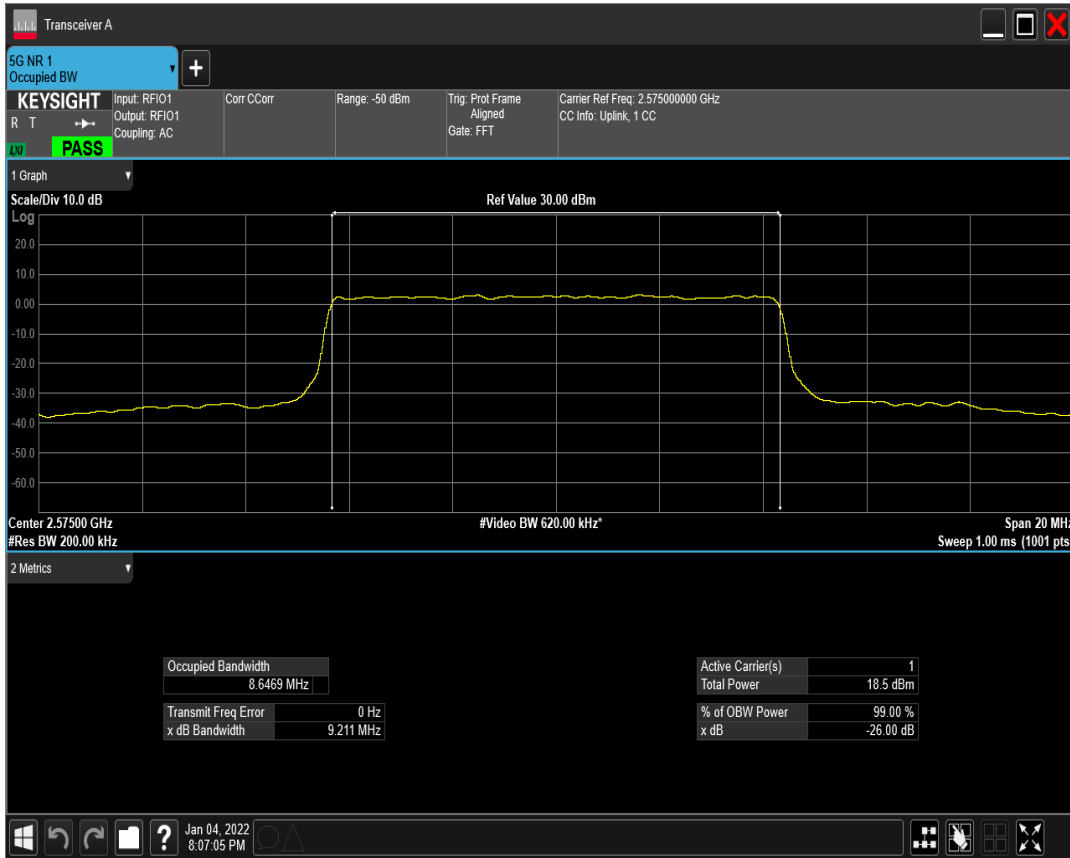 Transceiver A
5G NR 1
Occupied BW
KEYSIGHT
R T
LXI
PASS
Input: RFIO1
Output: RFIO1
Coupling: AC
Corr CCorr
Range: -50 dBm
Trig: Prot Frame
Aligned
Gate: FFT
Carrier Ref Freq: 2.575000000 GHz
CC Info: Uplink, 1 CC
1 Graph
Scale/Div 10.0 dB
Ref Value 30.00 dBm
Log
20.0
10.0
0.00
-10.0
-20.0
-30.0
-40.0
-50.0
-60.0
Center 2.57500 GHz
#Video BW 620.00 kHz*
Span 20 MHz
#Res BW 200.00 kHz
Sweep 1.00 ms (1001 pts
2 Metrics
Occupied Bandwidth
8.6469 MHz
Transmit Freq Error 0 Hz
x dB Bandwidth 9.211 MHz
Active Carrier(s) 1
Total Power 18.5 dBm
% of OBW Power 99.00 %
x dB -26.00 dB
Jan 04, 2022
8:07:05 PM